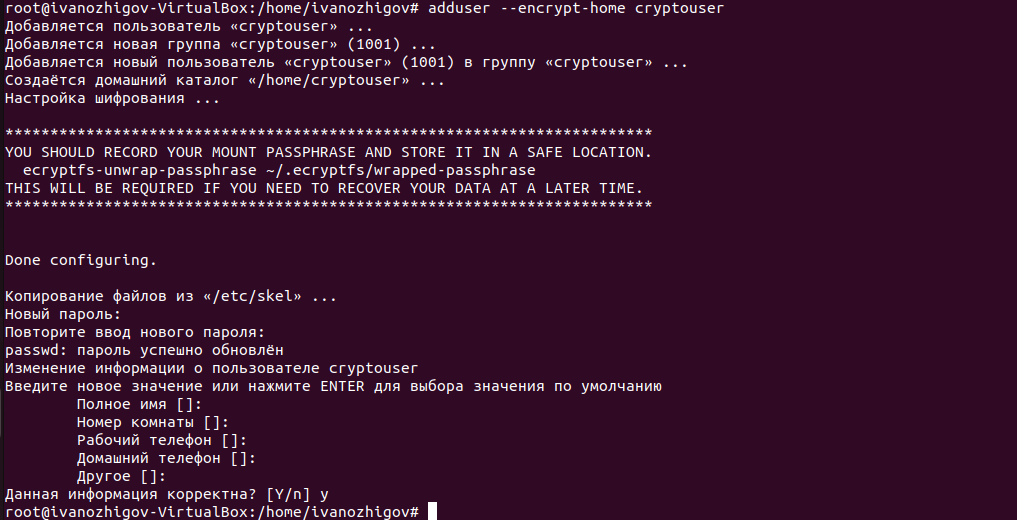 root@ivanozhigov-VirtualBox:/home/ivanozhigov# adduser --encrypt-home cryptouser
Добавляется пользователь «cryptouser» ...
Добавляется новая группа «cryptouser» (1001) ...
Добавляется новый пользователь «cryptouser» (1001) в группу «cryptouser» ...
Создаётся домашний каталог «/home/cryptouser» ...
Настройка шифрования ...
************************************************************************
YOU SHOULD RECORD YOUR MOUNT PASSPHRASE AND STORE IT IN A SAFE LOCATION.
  ecryptfs-unwrap-passphrase ~/.ecryptfs/wrapped-passphrase
THIS WILL BE REQUIRED IF YOU NEED TO RECOVER YOUR DATA AT A LATER TIME.
************************************************************************
Done configuring.
Копирование файлов из «/etc/skel» ...
Новый пароль:
Повторите ввод нового пароля:
passwd: пароль успешно обновлён
Изменение информации о пользователе cryptouser
Введите новое значение или нажмите ENTER для выбора значения по умолчанию
        Полное имя []:
        Номер комнаты []:
        Рабочий телефон []:
        Домашний телефон []:
        Другое []:
Данная информация корректна? [Y/n] y
root@ivanozhigov-VirtualBox:/home/ivanozhigov#